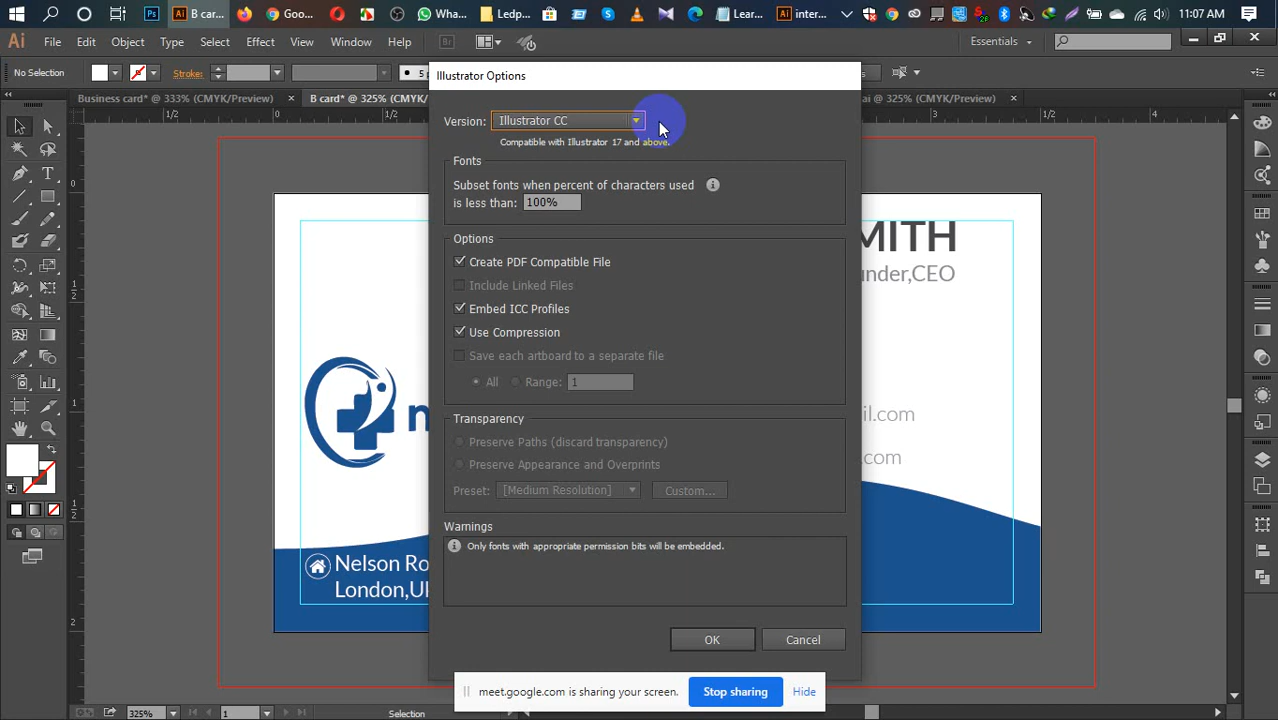 B car...
Goo...
Wha...
Ledp...
Learr
inter...
11:07 AM
Ai
File
Edit
Object
Type
Select
Effect
View
Window
Help
Br
Essentials
No Selection
Stroke:
5 p
Illustrator Options
Business card* @ 333% (CMYK/Preview)
B card* @ 325% (CMYK/
.ai @ 325% (CMYK/Preview)
Version:
Illustrator CC
Compatible with Illustrator 17 and above.
Fonts
Subset fonts when percent of characters used
is less than:
100%
Options
Create PDF Compatible File
Include Linked Files
Embed ICC Profiles
Use Compression
Save each artboard to a separate file
All
Range:
1
Transparency
Preserve Paths (discard transparency)
Preserve Appearance and Overprints
Preset:
[Medium Resolution]
Custom...
Warnings
Only fonts with appropriate permission bits will be embedded.
OK
Cancel
MITH
under,CEO
il.com
.com
Nelson Ro
London,UK
meet.google.com is sharing your screen.
Stop sharing
Hide
325%
1
Selection